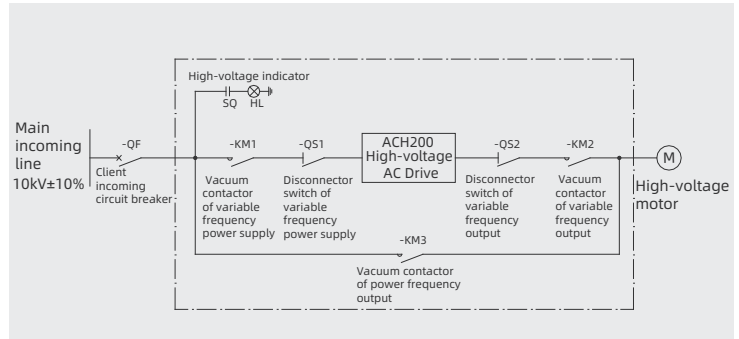 High-voltage indicator
SQ HL
Main
incoming
line
10kV±10%
-QF
Client
incoming
circuit breaker
-KM1
Vacuum
contactor
of variable
frequency
power supply
-QS1
Disconnector
switch of
variable
frequency
power supply
ACH200
High-voltage
AC Drive
-QS2
Disconnector
switch of
variable
frequency
output
-KM2
Vacuum
contactor
of variable
frequency
output
M
High-voltage
motor
-KM3
Vacuum contactor
of power frequency
output